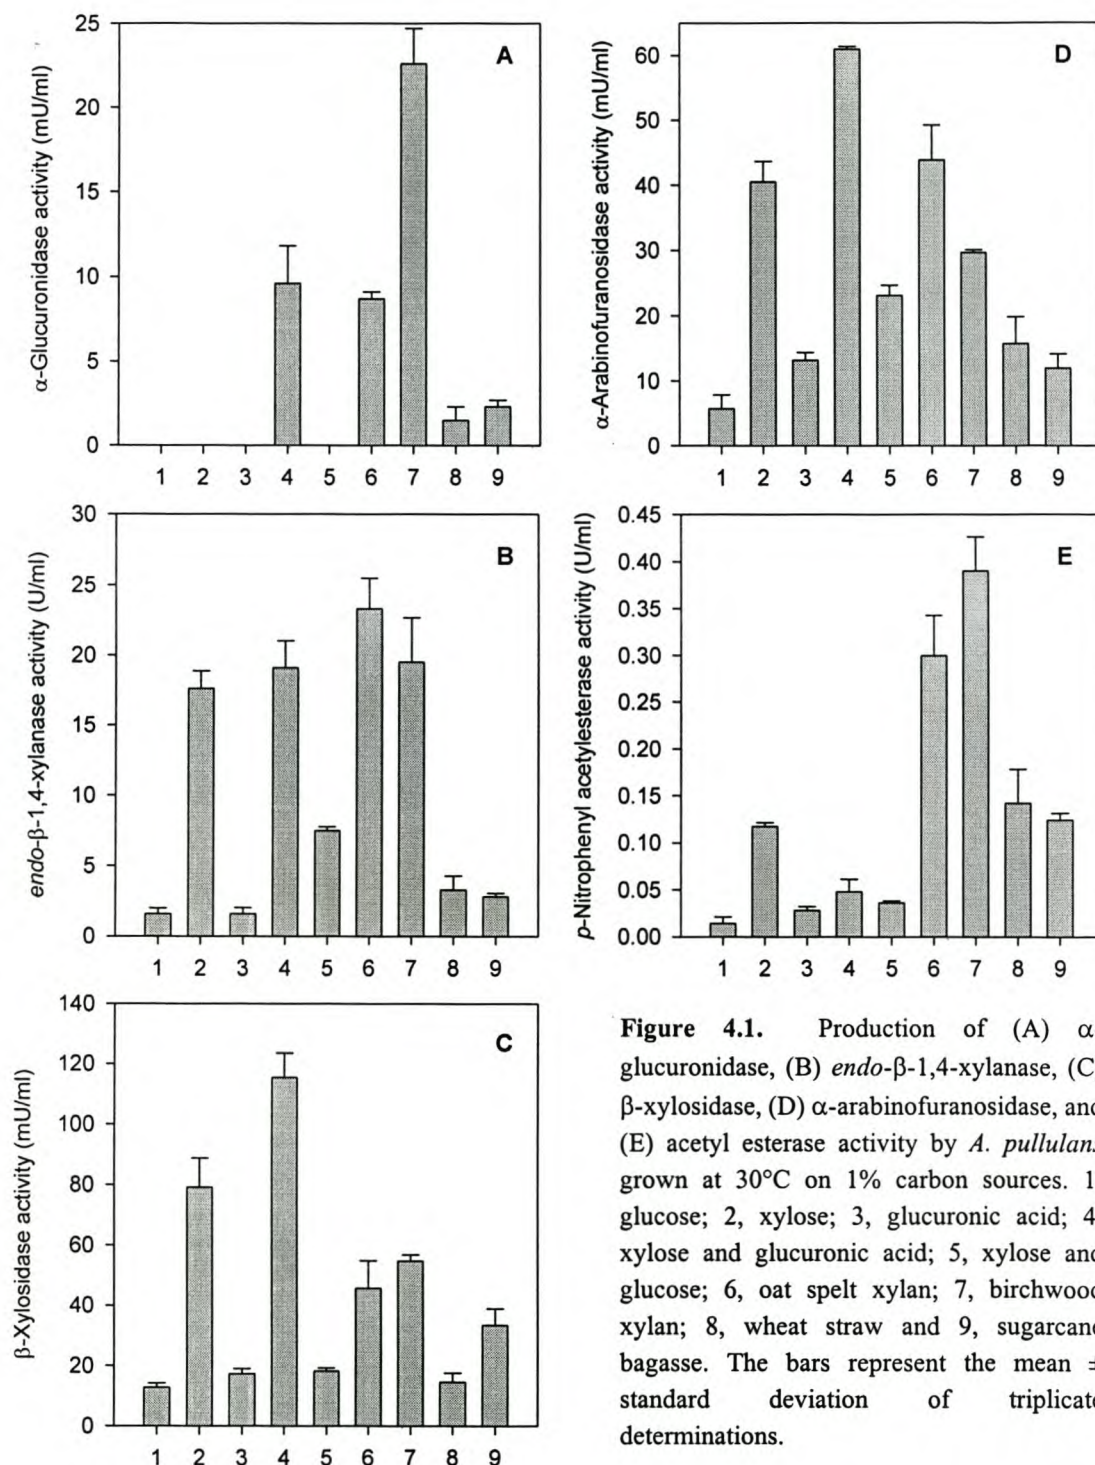 25
20
15
10
5
0
α-Glucuronidase activity (mU/ml)
A
1 2 3 4 5 6 7 8 9
60
50
40
30
20
10
0
α-Arabinofuranosidase activity (mU/ml)
D
1 2 3 4 5 6 7 8 9
30
25
20
15
10
5
0
endo-β-1,4-xylanase activity (U/ml)
B
1 2 3 4 5 6 7 8 9
0.45
0.40
0.35
0.30
0.25
0.20
0.15
0.10
0.05
0.00
p-Nitrophenyl acetylesterase activity (U/ml)
E
1 2 3 4 5 6 7 8 9
140
120
100
80
60
40
20
0
β-Xylosidase activity (mU/ml)
C
1 2 3 4 5 6 7 8 9
Figure 4.1. Production of (A) α
glucuronidase, (B) endo-β-1,4-xylanase, (C
β-xylosidase, (D) α-arabinofuranosidase, and
(E) acetyl esterase activity by A. pullulan
grown at 30°C on 1% carbon sources. 1
glucose; 2, xylose; 3, glucuronic acid; 4
xylose and glucuronic acid; 5, xylose and
glucose; 6, oat spelt xylan; 7, birchwood
xylan; 8, wheat straw and 9, sugarcan
bagasse. The bars represent the mean ±
standard deviation of triplicate
determinations.